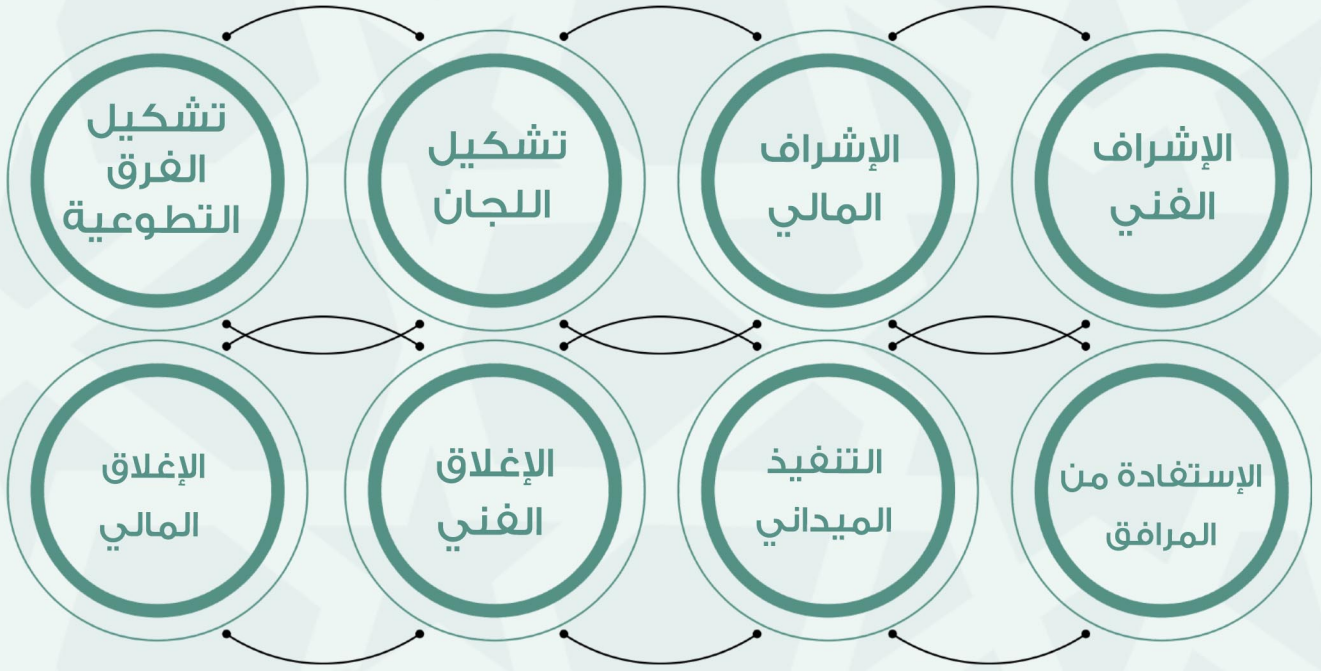 الإشراف
الفني
الإشراف
المالي
تشكيل
اللجان
تشكيل
الفرق
التطوعية
الإستفادة من
المرافق
التنفيذ
الميداني
الإغلاق
الفني
الإغلاق
المالي